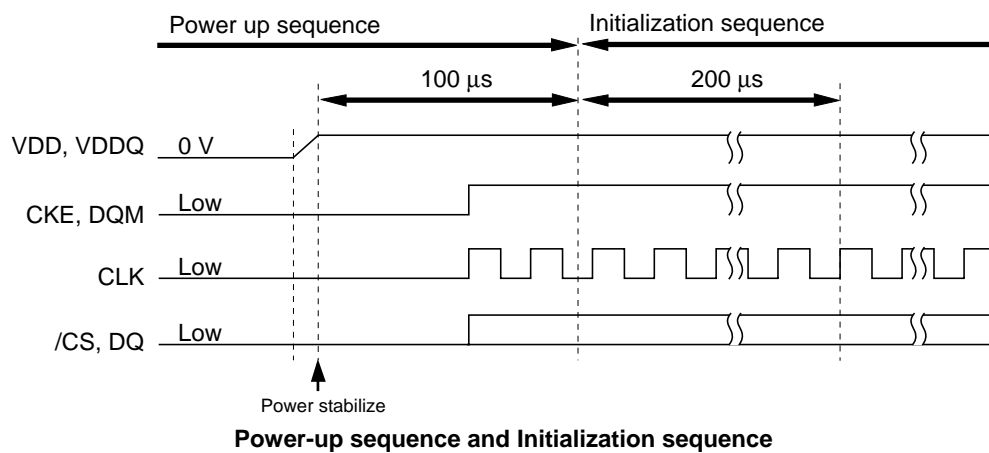 Power up sequence
Initialization sequence
100 μs
200 μs
VDD, VDDQ
0 V
CKE, DQM
Low
CLK
Low
/CS, DQ
Low
Power stabilize
Power-up sequence and Initialization sequence